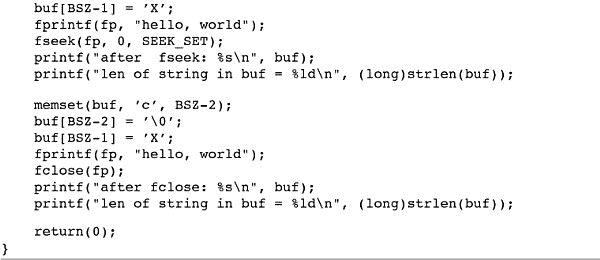 buf[BSZ-1] = ’X’;
fprintf(fp, "hello, world");
fseek(fp, 0, SEEK_SET);
printf("after  fseek: %s\n", buf);
printf("len of string in buf = %ld\n", (long)strlen(buf));
memset(buf, ’c’, BSZ-2);
buf[BSZ-2] = ’\0’;
buf[BSZ-1] = ’X’;
fprintf(fp, "hello, world");
fclose(fp);
printf("after fclose: %s\n", buf);
printf("len of string in buf = %ld\n", (long)strlen(buf));
return(0);
}